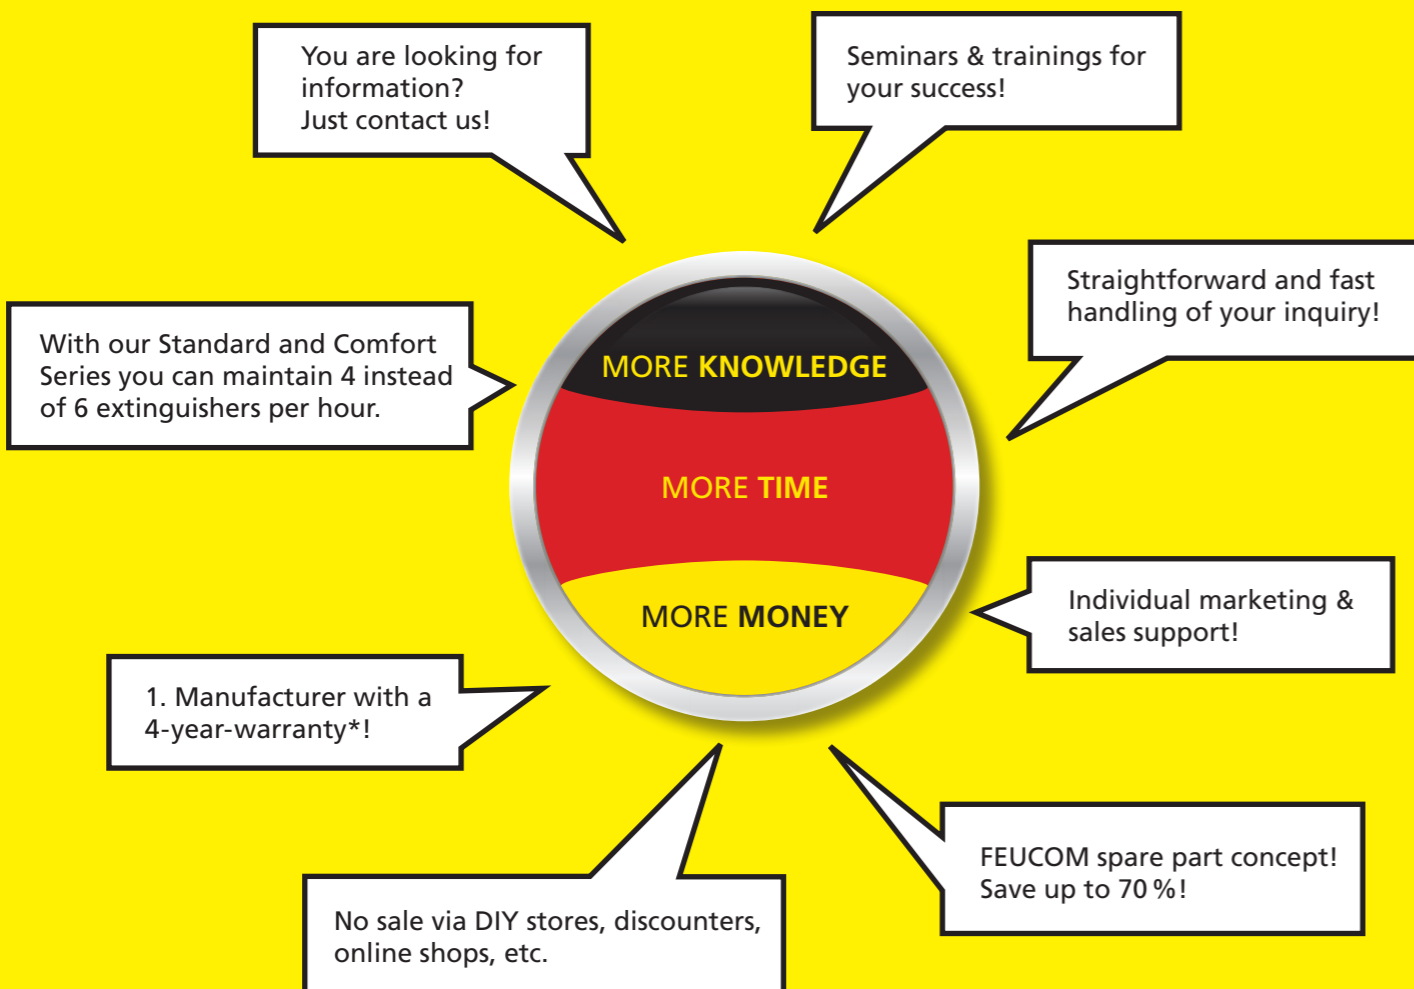 You are looking for
information?
Just contact us!
Seminars & trainings for
your success!
Straightforward and fast
handling of your inquiry!
With our Standard and Comfort
Series you can maintain 4 instead
of 6 extinguishers per hour.
MORE KNOWLEDGE
MORE TIME
MORE MONEY
Individual marketing &
sales support!
1. Manufacturer with a
4-year-warranty*!
FEUCOM spare part concept!
Save up to 70 %!
No sale via DIY stores, discounters,
online shops, etc.